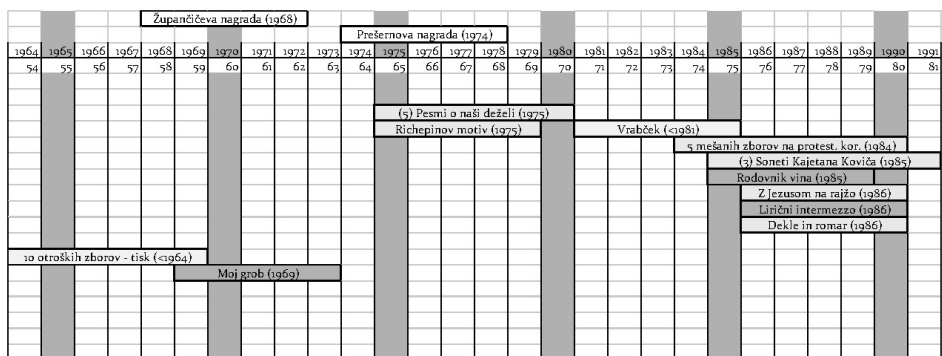 Župančičeva nagrada (1968)
Prešernova nagrada (1974)
1964 1965 1966 1967 1968 1969 1970 1971 1972 1973 1974 1975 1976 1977 1978 1979 1980 1981 1982 1983 1984 1985 1986 1987 1988 1989 1990 1991
54 55 56 57 58 59 60 61 62 63 64 65 66 67 68 69 70 71 72 73 74 75 76 77 78 79 80 81
(5) Pesmi o naši deželi (1975)
Richepinov motiv (1975) Vrabček (<1981)
5 mešanih zborov na protest. kor. (1984)
(3) Soneti Kajetana Koviča (1985)
Rodovnik vina (1985)
Z Jezusom na rajžo (1986)
Lirični intermezzo (1986)
Dekle in romar (1986)
10 otroških zborov - tisk (<1964)
Moj grob (1969)